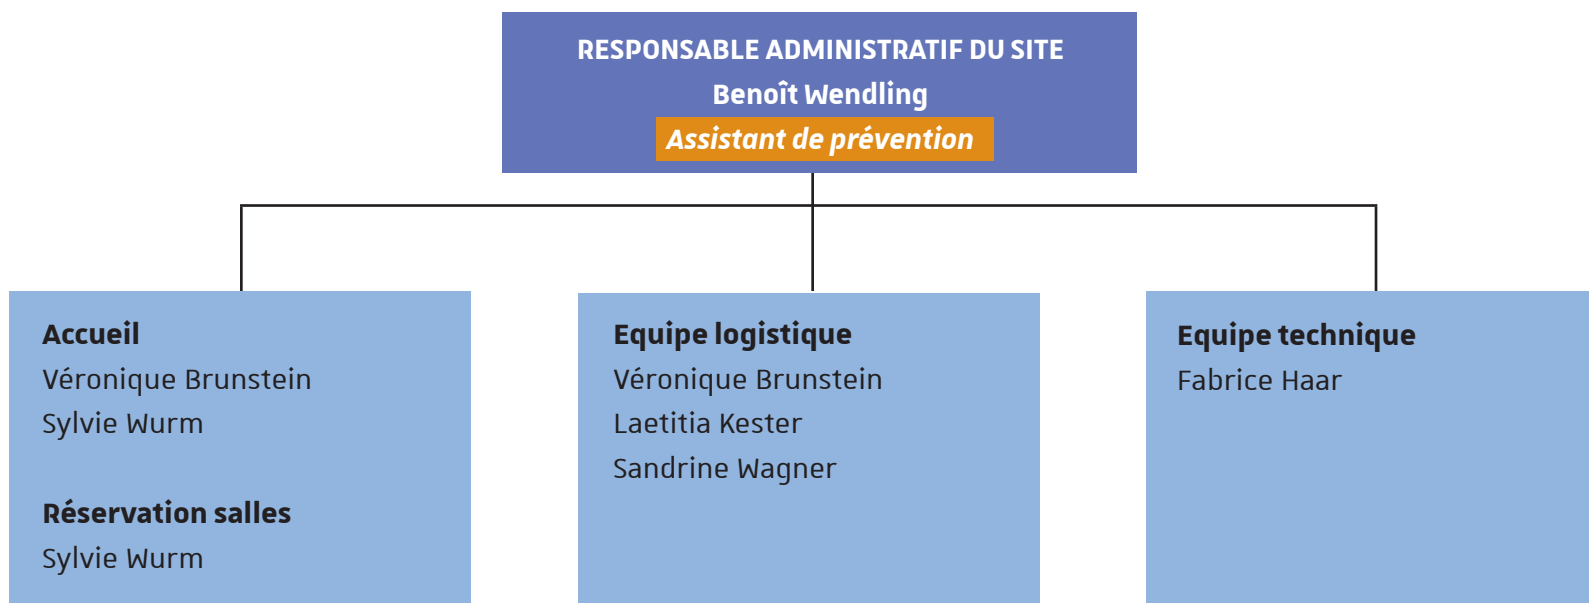 RESPONSABLE ADMINISTRATIF DU SITE
Benoît Wendling
Assistant de prévention
Accueil
Véronique Brunstein
Sylvie Wurm
Réservation salles
Sylvie Wurm
Equipe logistique
Véronique Brunstein
Laetitia Kester
Sandrine Wagner
Equipe technique
Fabrice Haar